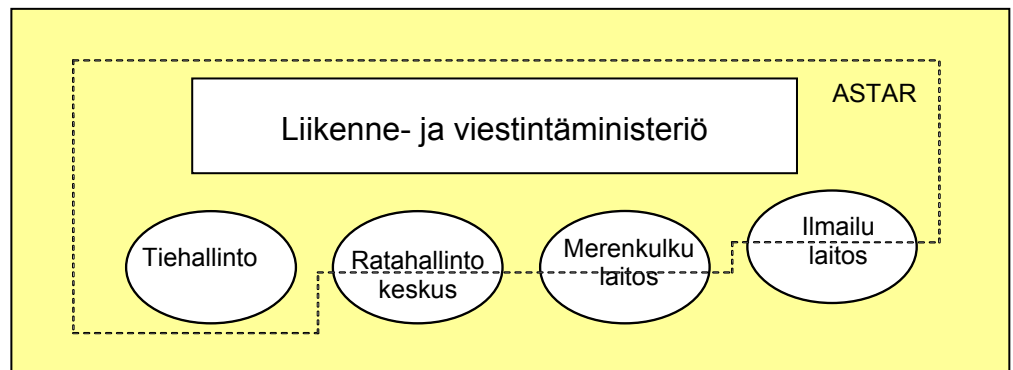 ASTAR
Liikenne- ja viestintäministeriö
Tiehallinto
Ratahallinto
keskus
Merenkulku
laitos
Ilmailu
laitos